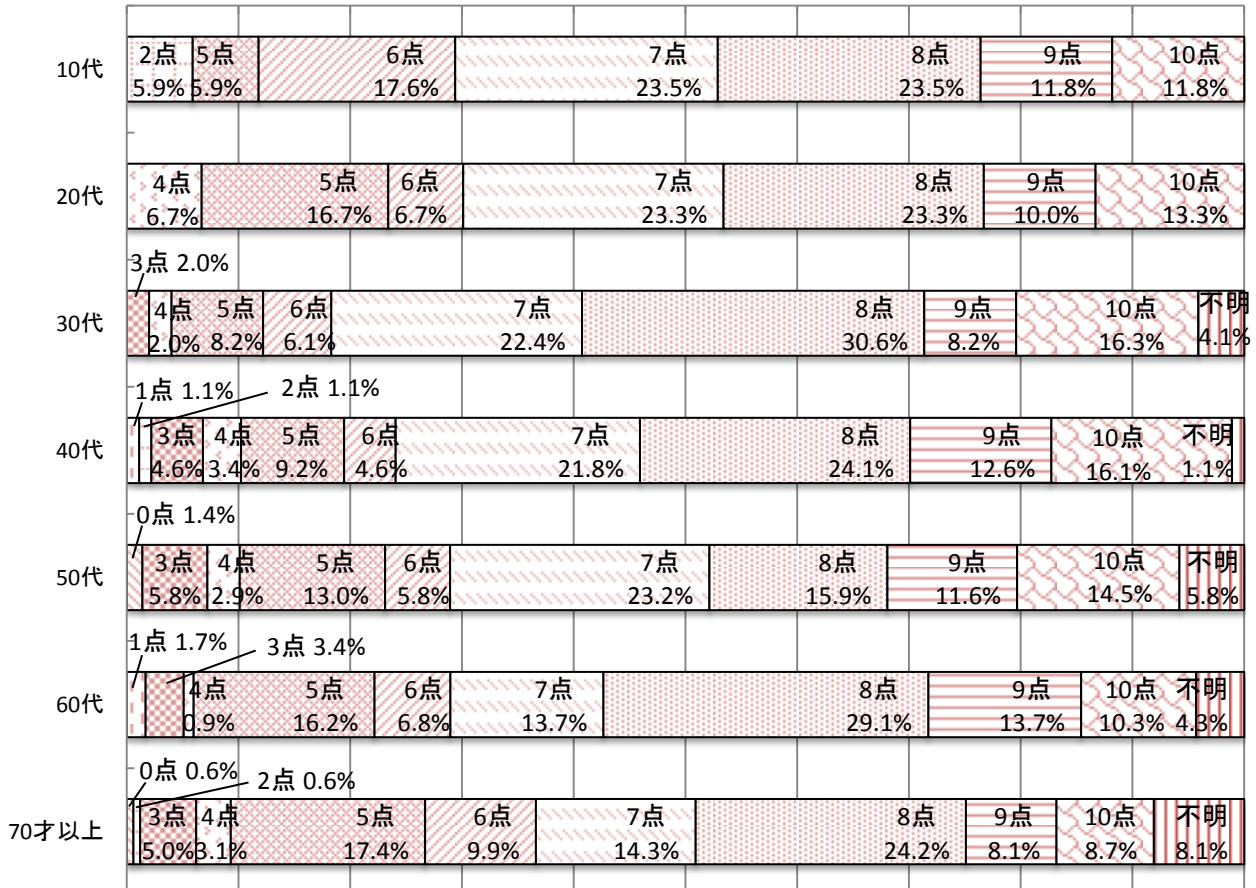 2点 5点 6点 7点 8点 9点 10点
10代 5.9% 5.9% 17.6% 23.5% 23.5% 11.8% 11.8%
4点 5点 6点 7点 8点 9点 10点
20代 6.7% 16.7% 6.7% 23.3% 23.3% 10.0% 13.3%
3点 2.0%
4点 5点 6点 7点 8点 9点 10点 不明
30代 2.0% 8.2% 6.1% 22.4% 30.6% 8.2% 16.3% 4.1%
1点 1.1% 2点 1.1%
3点 4点 5点 6点 7点 8点 9点 10点 不明
40代 4.6% 3.4% 9.2% 4.6% 21.8% 24.1% 12.6% 16.1% 1.1%
0点 1.4%
3点 4点 5点 6点 7点 8点 9点 10点 不明
50代 5.8% 2.9% 13.0% 5.8% 23.2% 15.9% 11.6% 14.5% 5.8%
1点 1.7% 3点 3.4%
4点 5点 6点 7点 8点 9点 10点 不明
60代 0.9% 16.2% 6.8% 13.7% 29.1% 13.7% 10.3% 4.3%
0点 0.6% 2点 0.6%
3点 4点 5点 6点 7点 8点 9点 10点 不明
70才以上 5.0% 3.1% 17.4% 9.9% 14.3% 24.2% 8.1% 8.7% 8.1%